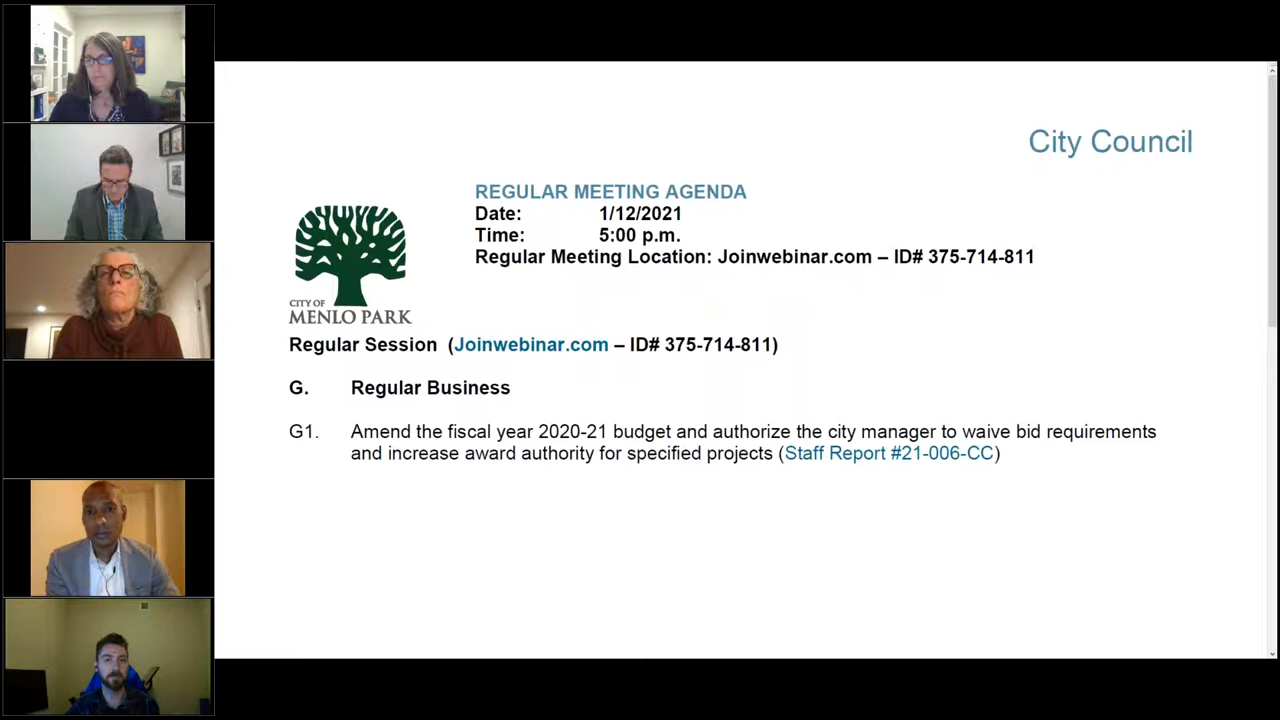 City Council
REGULAR MEETING AGENDA
Date: 1/12/2021
Time: 5:00 p.m.
Regular Meeting Location: Joinwebinar.com – ID# 375-714-811
CITY OF
MENLO PARK
Regular Session (Joinwebinar.com – ID# 375-714-811)
G. Regular Business
G1. Amend the fiscal year 2020-21 budget and authorize the city manager to waive bid requirements
and increase award authority for specified projects (Staff Report #21-006-CC)